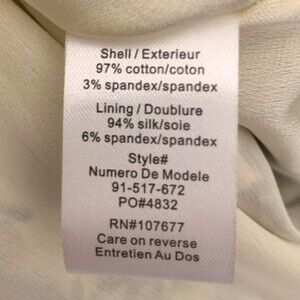 Shell / Exterieur
97% cotton/coton
3% spandex/spandex
Lining / Doublure
94% silk/soie
6% spandex/spandex
Style#
Numero De Modele
91-517-672
PO#4832
RN#107677
Care on reverse
Entretien Au Dos